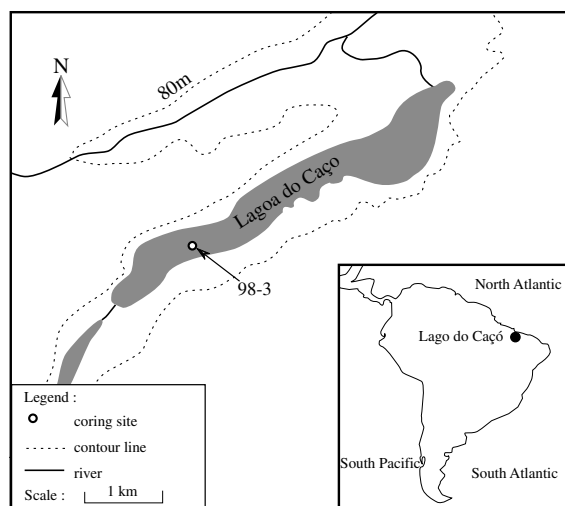 N
80m
Lagoa do Caço
98-3
Legend :
coring site
contour line
river
Scale :
1 km
North Atlantic
Lago do Caçó
South Pacific
South Atlantic